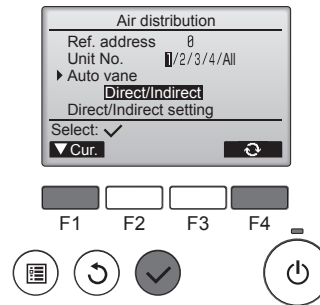 Air distribution
Ref. address 0
Unit No. 1/2/3/4/All
Auto vane
Direct/Indirect
Direct/Indirect setting
Select:
Cur.
F1 F2 F3 F4